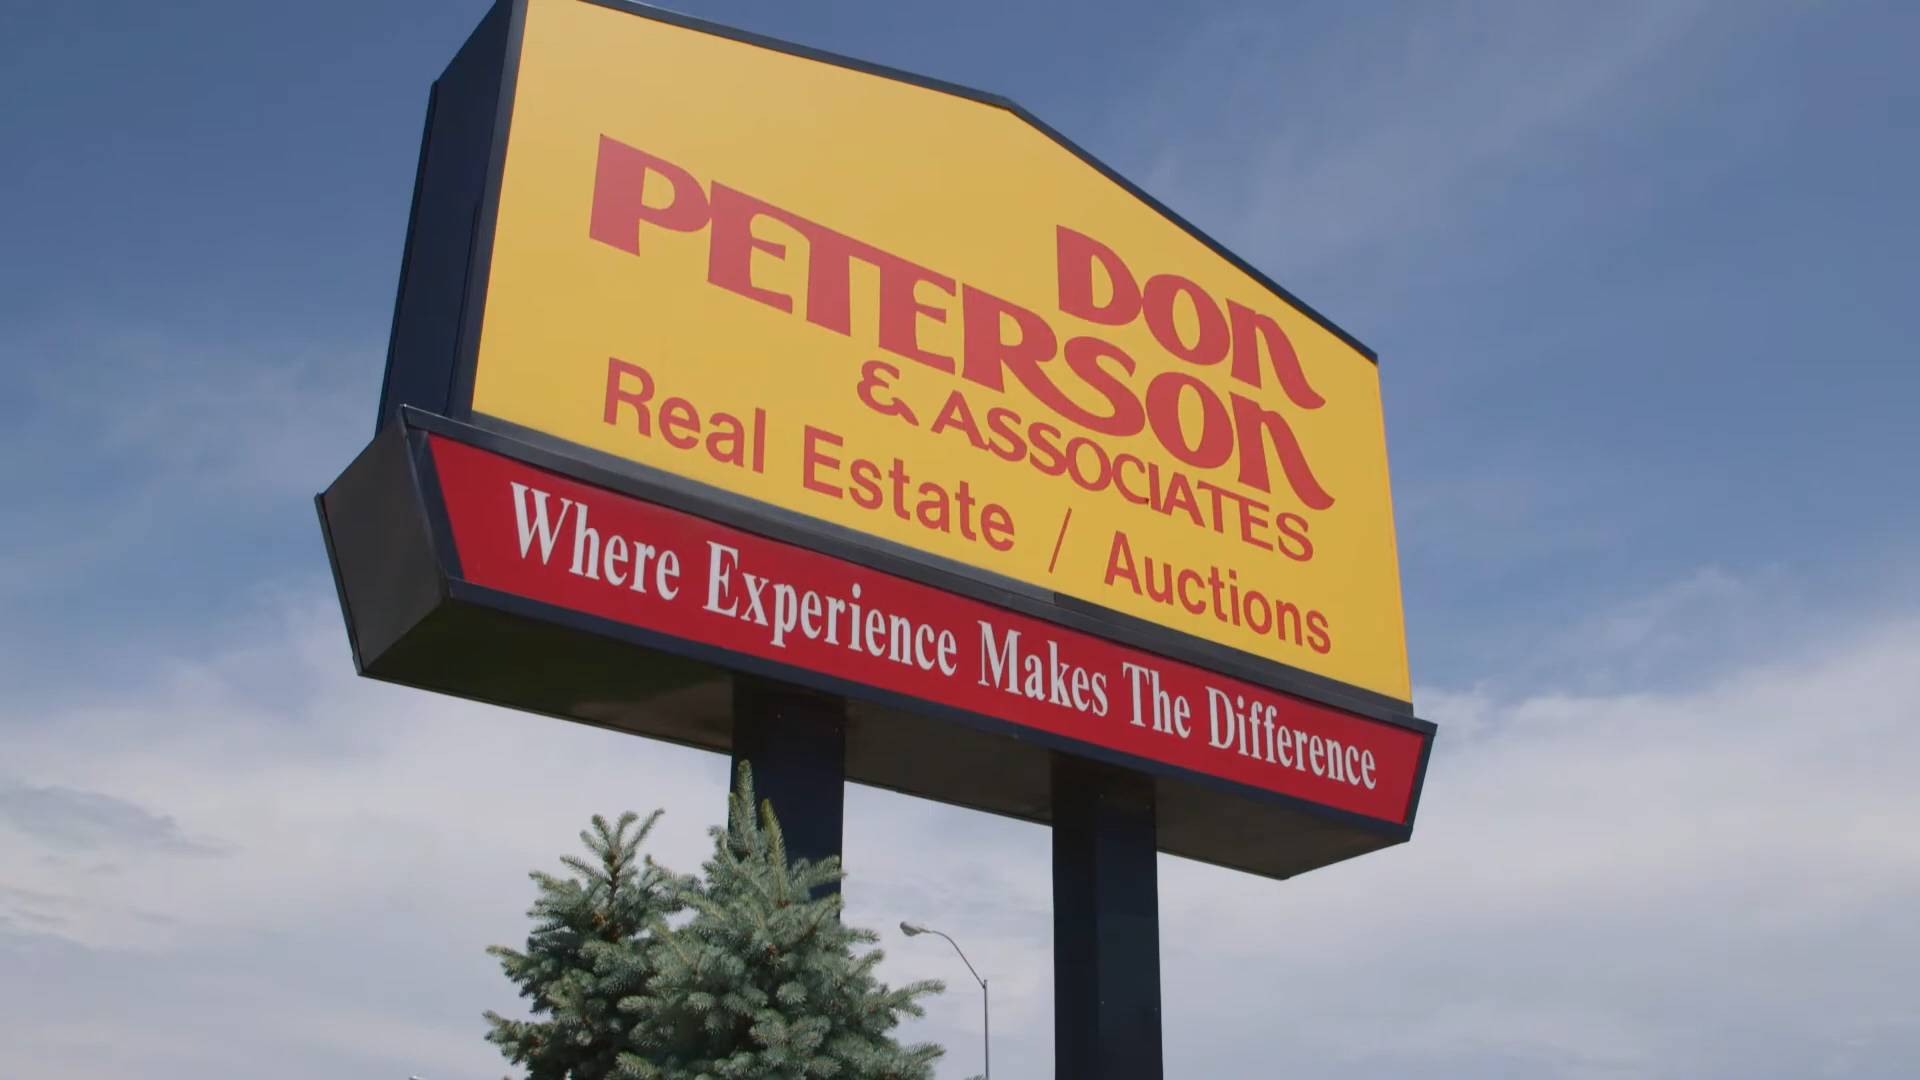 DON
PETERSON
& ASSOCIATES
Real Estate / Auctions
Where Experience Makes The Difference